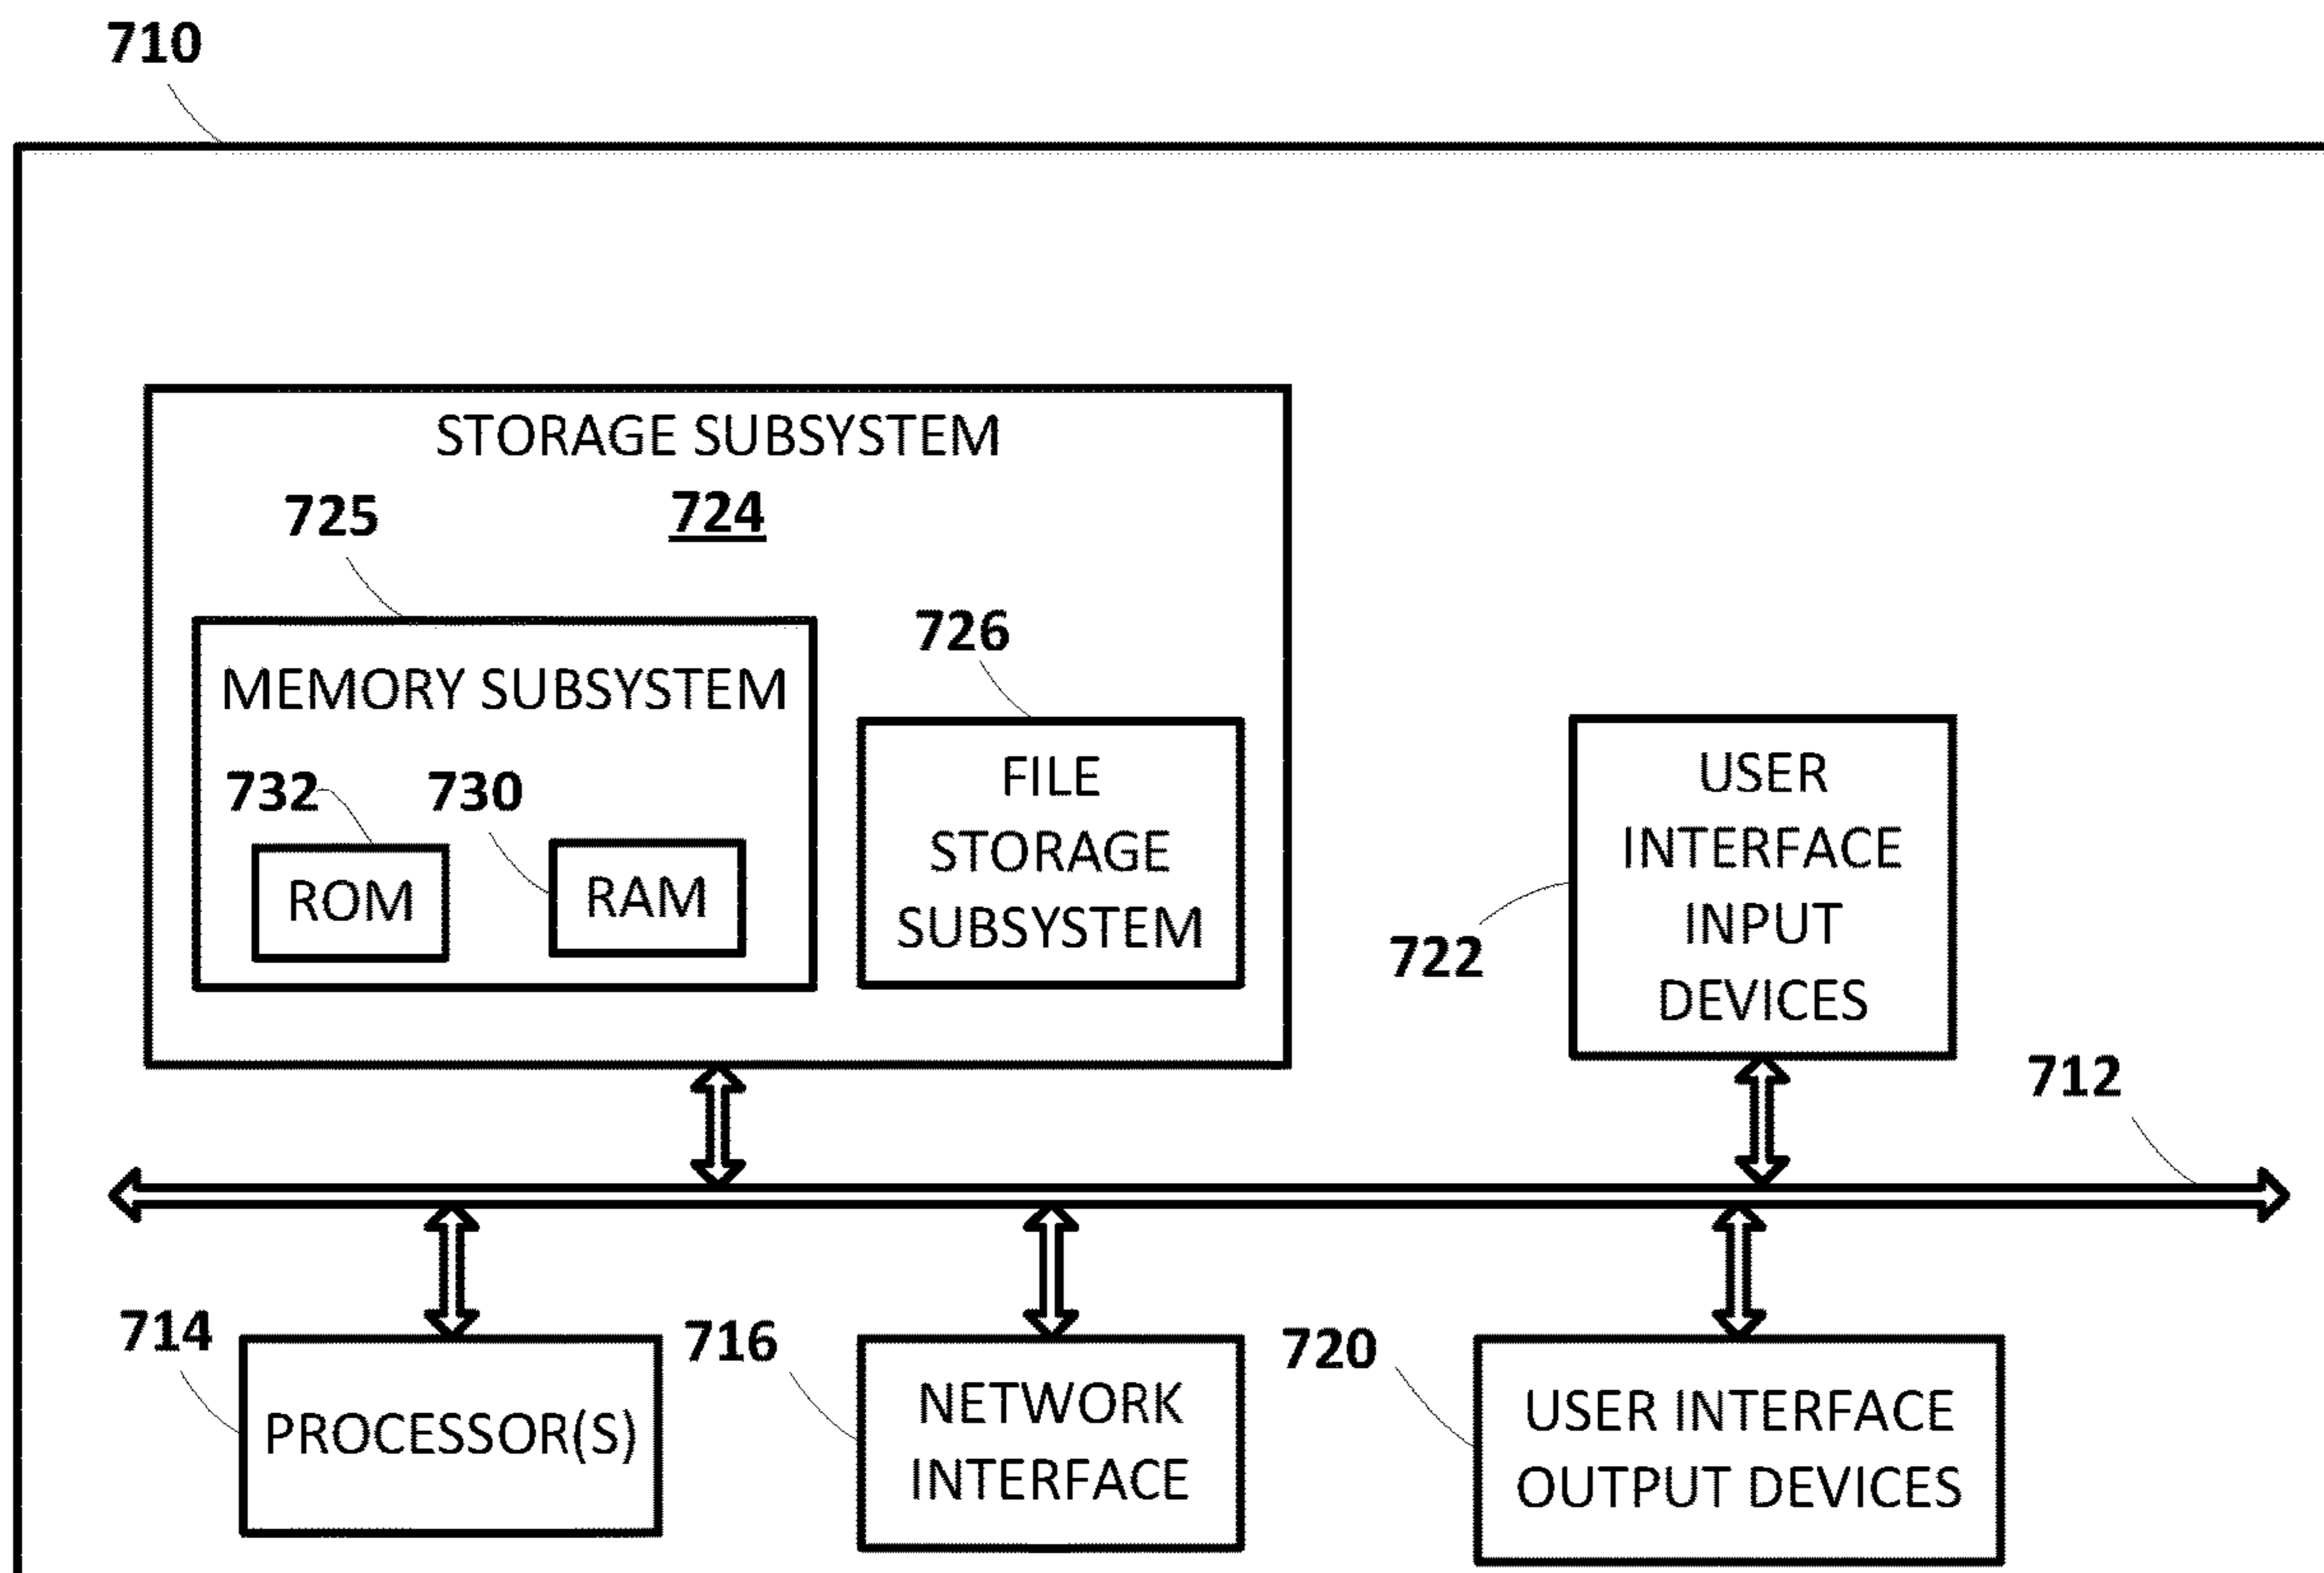 710
STORAGE SUBSYSTEM
725
724
726
MEMORY SUBSYSTEM
732
730
ROM
RAM
FILE
STORAGE
SUBSYSTEM
USER
INTERFACE
INPUT
DEVICES
722
712
714
716
720
PROCESSOR(S)
NETWORK
INTERFACE
USER INTERFACE
OUTPUT DEVICES